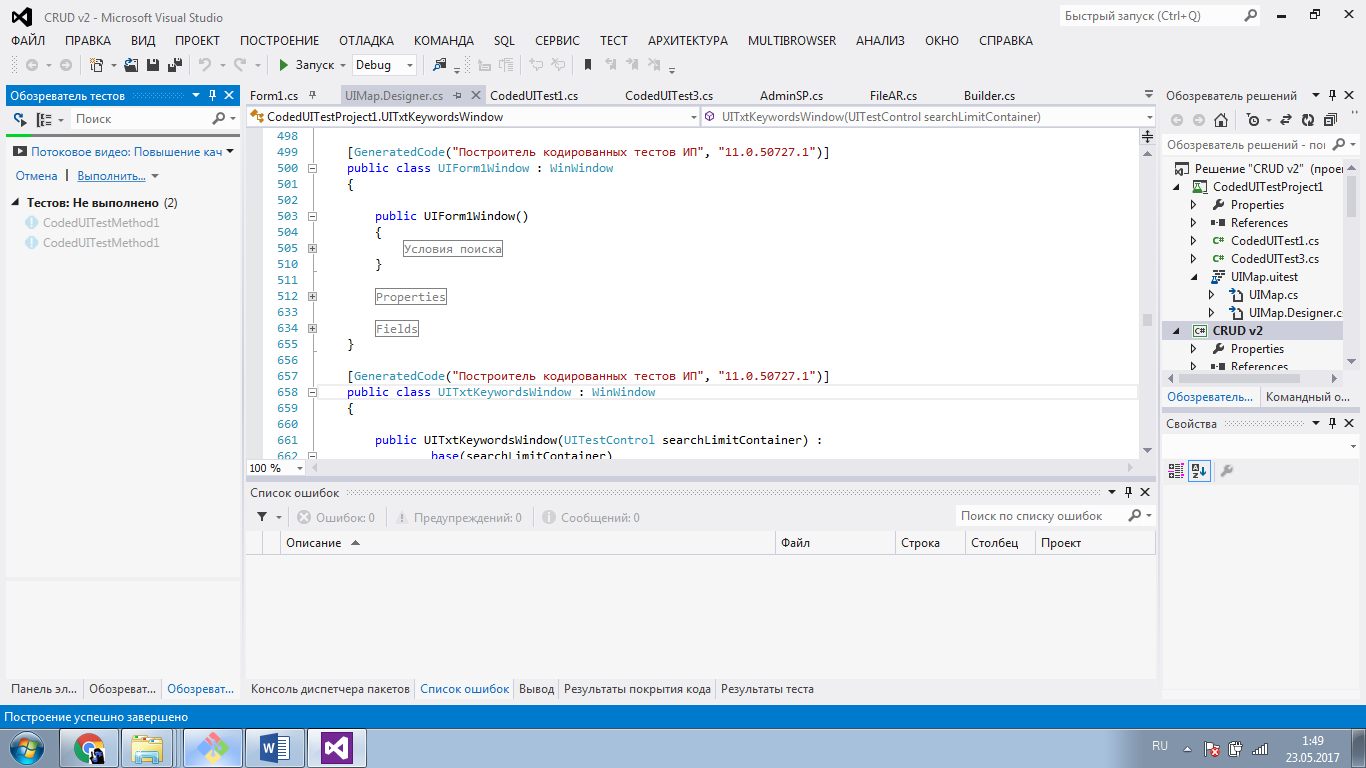 CRUD v2 - Microsoft Visual Studio
Быстрый запуск (Ctrl+Q)
ФАЙЛ ПРАВКА ВИД ПРОЕКТ ПОСТРОЕНИЕ ОТЛАДКА КОМАНДА SQL СЕРВИС ТЕСТ АРХИТЕКТУРА MULTIBROWSER АНАЛИЗ ОКНО СПРАВКА
Запуск Debug
Обозреватель тестов
Поиск
Потоковое видео: Повышение кач
Отмена Выполнить...
Тестов: Не выполнено (2)
CodedUITestMethod1
CodedUITestMethod1
Панель эл... Обозреват... Обозреват...
Form1.cs UIMap.Designer.cs CodedUITest1.cs CodedUITest3.cs AdminSP.cs FileAR.cs Builder.cs
CodedUITestProject1.UITxtKeywordsWindow UITxtKeywordsWindow(UITestControl searchLimitContainer)
498
499 [GeneratedCode("Построитель кодированных тестов ИП", "11.0.50727.1")]
500 public class UIForm1Window : WinWindow
501 {
502
503 public UIForm1Window()
504 {
505 Условия поиска
510 }
511
512 Properties
633
634 Fields
655 }
656
657 [GeneratedCode("Построитель кодированных тестов ИП", "11.0.50727.1")]
658 public class UITxtKeywordsWindow : WinWindow
659 {
660
661 public UITxtKeywordsWindow(UITestControl searchLimitContainer) :
662 base(searchLimitContainer)
100 %
Список ошибок
Ошибок: 0 Предупреждений: 0 Сообщений: 0 Поиск по списку ошибок
Описание Файл Строка Столбец Проект
Консоль диспетчера пакетов Список ошибок Вывод Результаты покрытия кода Результаты теста
Обозреватель решений
Обозреватель решений - пои
Решение "CRUD v2" (прое
CodedUITestProject1
Properties
References
CodedUITest1.cs
CodedUITest3.cs
UIMap.uitest
UIMap.cs
UIMap.Designer.c
CRUD v2
Properties
References
Обозреватель... Командный о...
Свойства
Построение успешно завершено
RU
1:49
23.05.2017